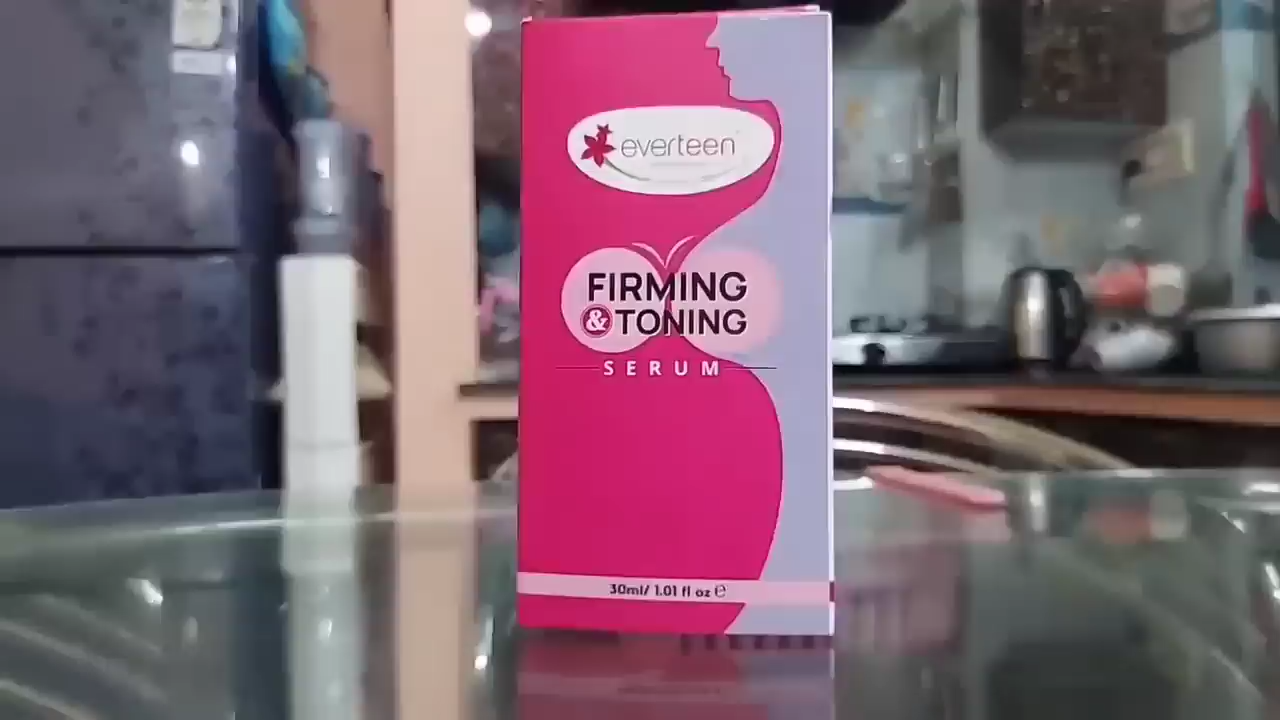 everteen
FIRMING
& TONING
SERUM
30ml/ 1.01 fl oz ℮